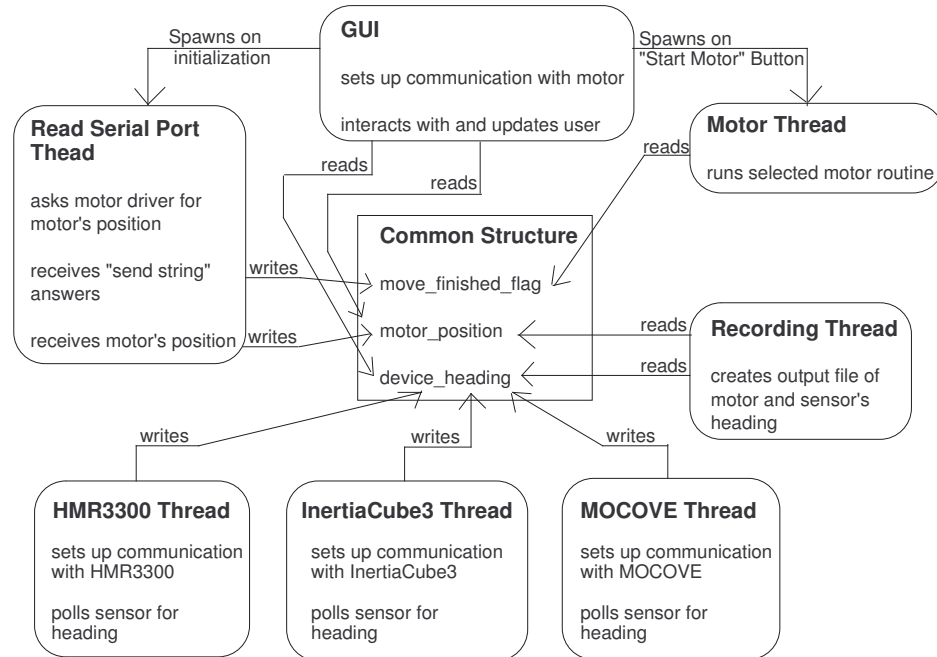 GUI
sets up communication with motor
interacts with and updates user
Spawns on
initialization
Spawns on
"Start Motor" Button
Read Serial Port
Thead
asks motor driver for
motor's position
receives "send string"
answers
receives motor's position
Motor Thread
runs selected motor routine
reads
reads
reads
Common Structure
move_finished_flag
motor_position
device_heading
writes
writes
reads
reads
Recording Thread
creates output file of
motor and sensor's
heading
writes
writes
writes
HMR3300 Thread
sets up communication
with HMR3300
polls sensor for
heading
InertiaCube3 Thread
sets up communication
with InertiaCube3
polls sensor for
heading
MOCOVE Thread
sets up communication
with MOCOVE
polls sensor for
heading